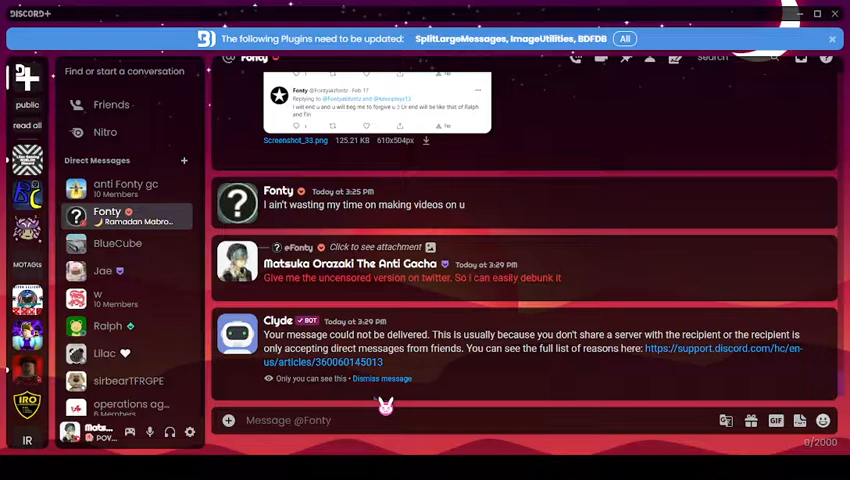 DISCORD+
The following Plugins need to be updated: SplitLargeMessages, ImageUtilities, BDFDB All
Find or start a conversation
Fonty
Search
public
read all
MOTAGts
IR
Friends
Nitro
Direct Messages
anti Fonty gc
10 Members
Fonty
🌙 Ramadan Mabro...
BlueCube
Jae
w
10 Members
Ralph
Lilac 🤍
sirbearTFRGPE
operations ag...
6 Members
Mats...
POV...
Fonty @Fontyakzfontz · Feb 17
Replying to @Fontyakzfontz and
I will end u and u will beg me to forgive u :) Ur end will be like that of Ralph
and Fin
Screenshot_33.png 125.21 KB 610x504px
Fonty Today at 3:25 PM
I ain't wasting my time on making videos on u
eFonty Click to see attachment
Matsuka Orazaki The Anti Gacha Today at 3:29 PM
Give me the uncensored version on twitter. So I can easily debunk it
Clyde BOT Today at 3:29 PM
Your message could not be delivered. This is usually because you don't share a server with the recipient or the recipient is
only accepting direct messages from friends. You can see the full list of reasons here: https://support.discord.com/hc/en-
us/articles/360060145013
Only you can see this • Dismiss message
Message @Fonty
GIF
0/2000